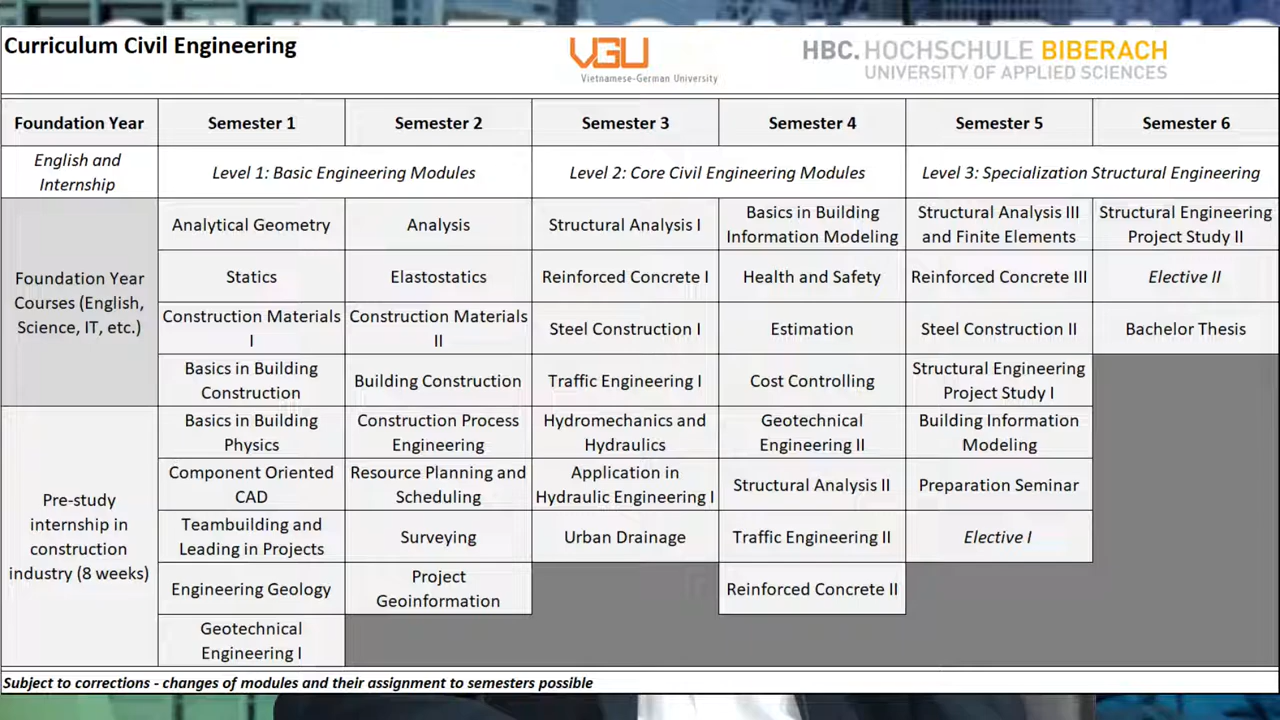 Curriculum Civil Engineering
VGU
Vietnamese-German University
HBC. HOCHSCHULE BIBERACH
UNIVERSITY OF APPLIED SCIENCES
Foundation Year
Semester 1
Semester 2
Semester 3
Semester 4
Semester 5
Semester 6
English and
Internship
Level 1: Basic Engineering Modules
Level 2: Core Civil Engineering Modules
Level 3: Specialization Structural Engineering
Foundation Year
Courses (English,
Science, IT, etc.)
Analytical Geometry
Analysis
Structural Analysis I
Basics in Building
Information Modeling
Structural Analysis III
and Finite Elements
Structural Engineering
Project Study II
Statics
Elastostatics
Reinforced Concrete I
Health and Safety
Reinforced Concrete III
Elective II
Construction Materials
I
Construction Materials
II
Steel Construction I
Estimation
Steel Construction II
Bachelor Thesis
Basics in Building
Construction
Building Construction
Traffic Engineering I
Cost Controlling
Structural Engineering
Project Study I
Pre-study
internship in
construction
industry (8 weeks)
Basics in Building
Physics
Construction Process
Engineering
Hydromechanics and
Hydraulics
Geotechnical
Engineering II
Building Information
Modeling
Component Oriented
CAD
Resource Planning and
Scheduling
Application in
Hydraulic Engineering I
Structural Analysis II
Preparation Seminar
Teambuilding and
Leading in Projects
Surveying
Urban Drainage
Traffic Engineering II
Elective I
Engineering Geology
Project
Geoinformation
Reinforced Concrete II
Geotechnical
Engineering I
Subject to corrections - changes of modules and their assignment to semesters possible